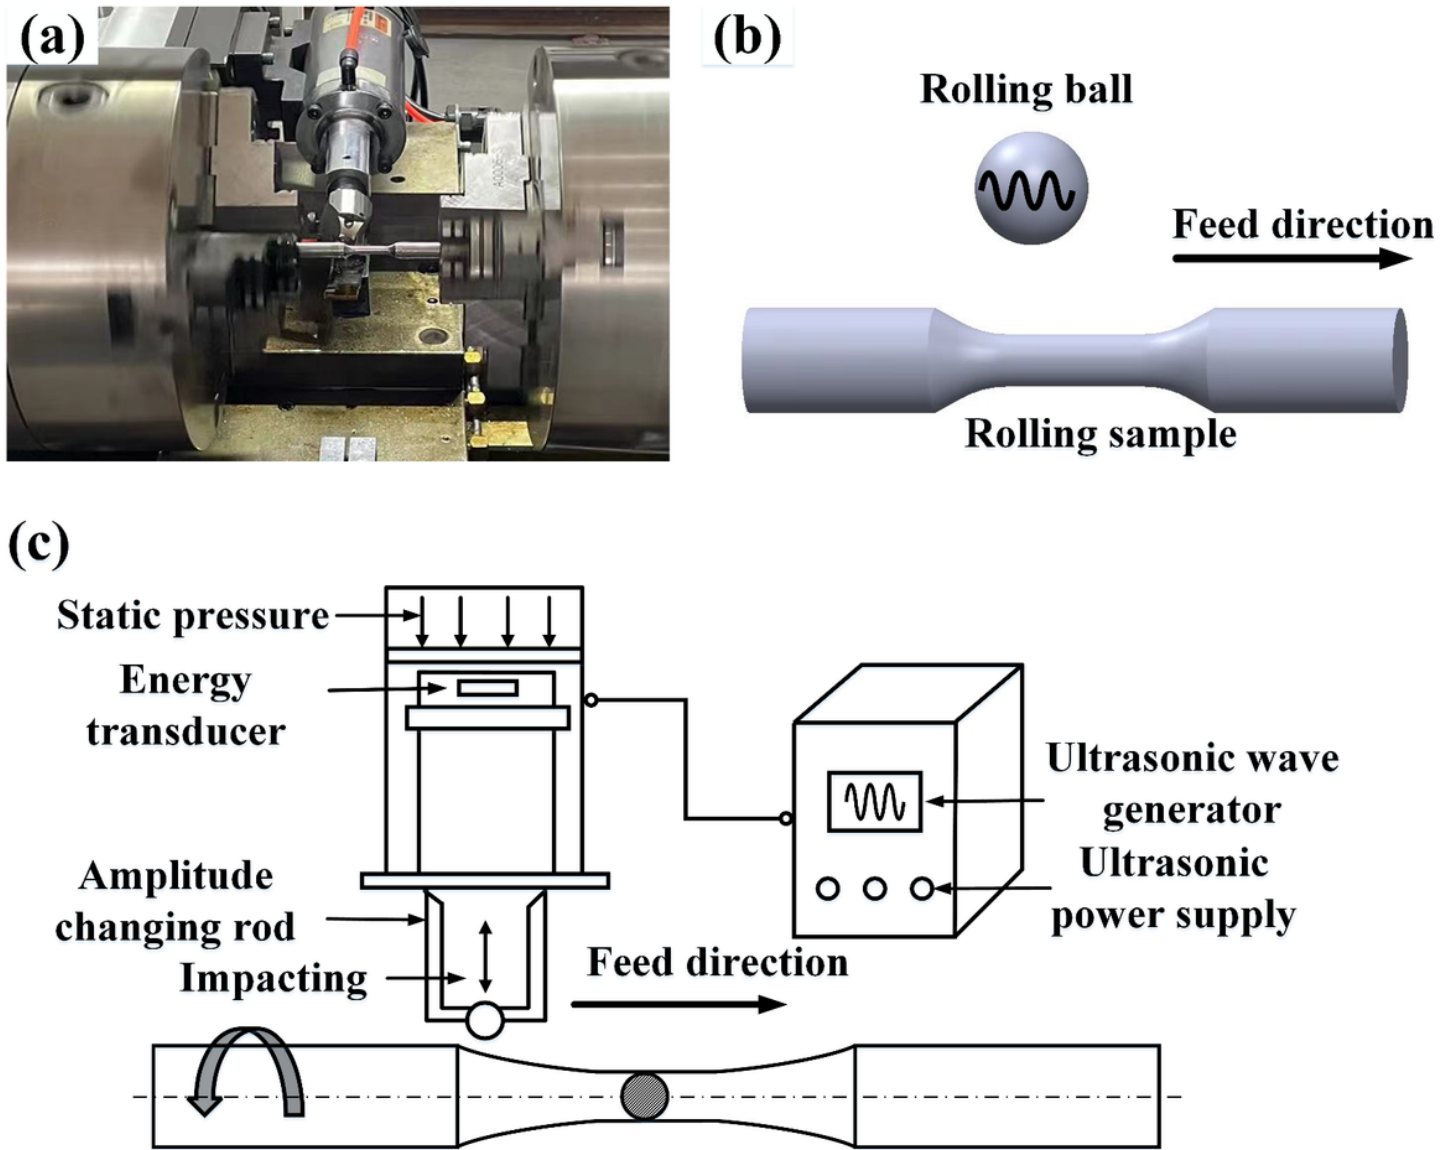 (a)
(b)
Rolling ball
Feed direction
Rolling sample
(c)
Static pressure
Energy
transducer
Amplitude
changing rod
Impacting
Feed direction
Ultrasonic wave
generator
Ultrasonic
power supply